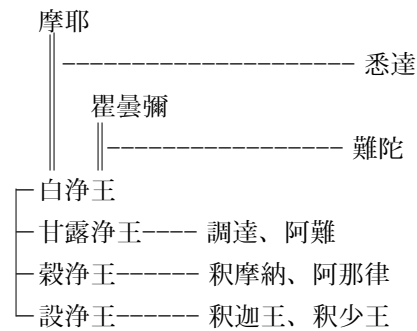 摩耶
悉達
瞿曇彌
難陀
白浄王
甘露浄王---- 調達、阿難
穀浄王------ 釈摩納、阿那律
設浄王------ 釈迦王、釈少王